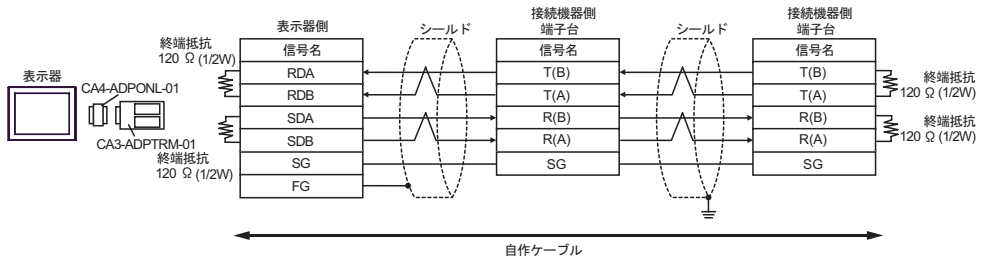 表示器
CA4-ADPONL-01
CA3-ADPTRM-01
終端抵抗
120 Ω (1/2W)
終端抵抗
120 Ω (1/2W)
表示器側
信号名
RDA
RDB
SDA
SDB
SG
FG
シールド
接続機器側
端子台
信号名
T(B)
T(A)
R(B)
R(A)
SG
シールド
接続機器側
端子台
信号名
T(B)
T(A)
R(B)
R(A)
SG
終端抵抗
120 Ω (1/2W)
終端抵抗
120 Ω (1/2W)
自作ケーブル